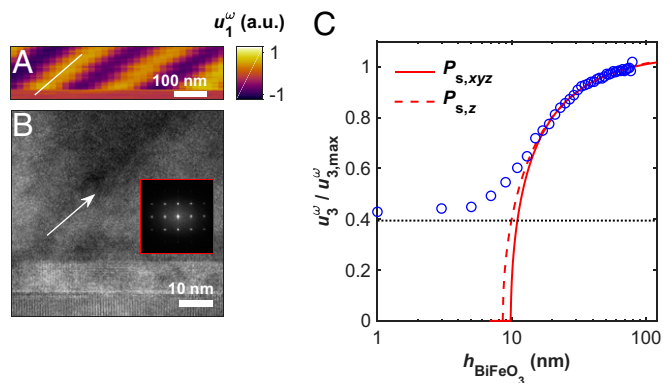 A
u₁^ω (a.u.)
1
-1
100 nm
B
10 nm
C
P_s,xyz
P_s,z
u₃^ω / u₃,max^ω
1
0.8
0.6
0.4
0.2
0
1
10
100
h_BiFeO₃ (nm)